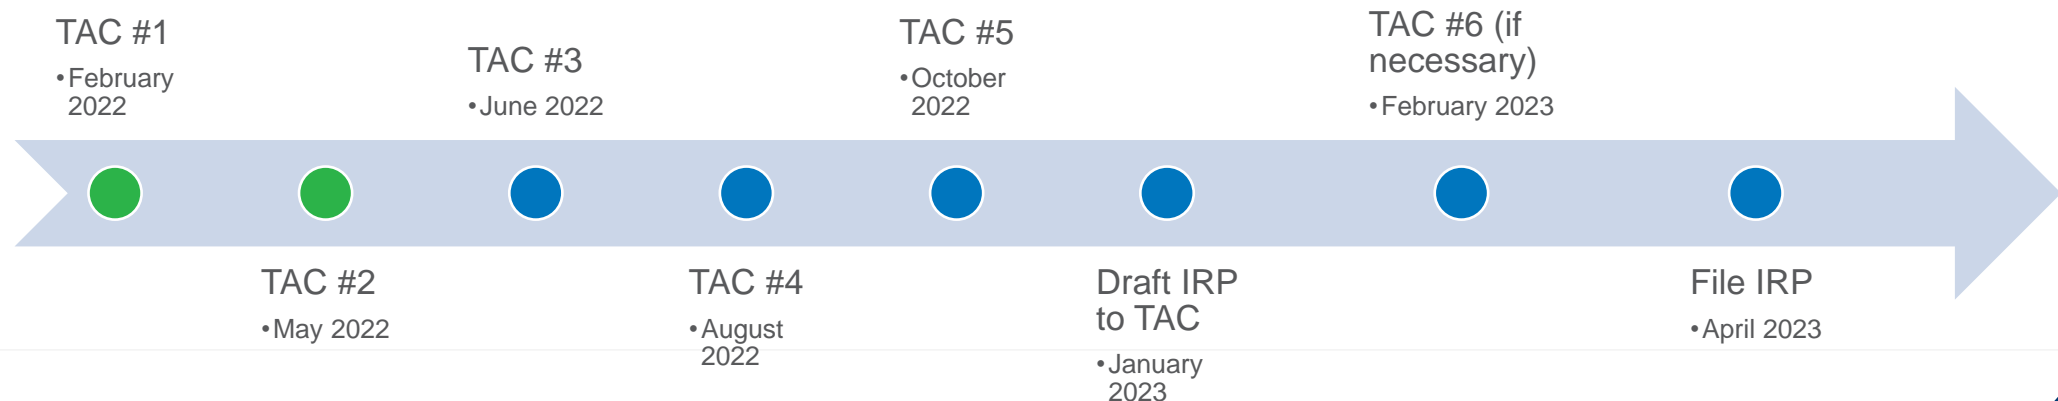 TAC #1
•February
2022
TAC #2
•May 2022
TAC #3
•June 2022
TAC #4
•August
2022
TAC #5
•October
2022
Draft IRP
to TAC
•January
2023
TAC #6 (if
necessary)
•February 2023
File IRP
•April 2023